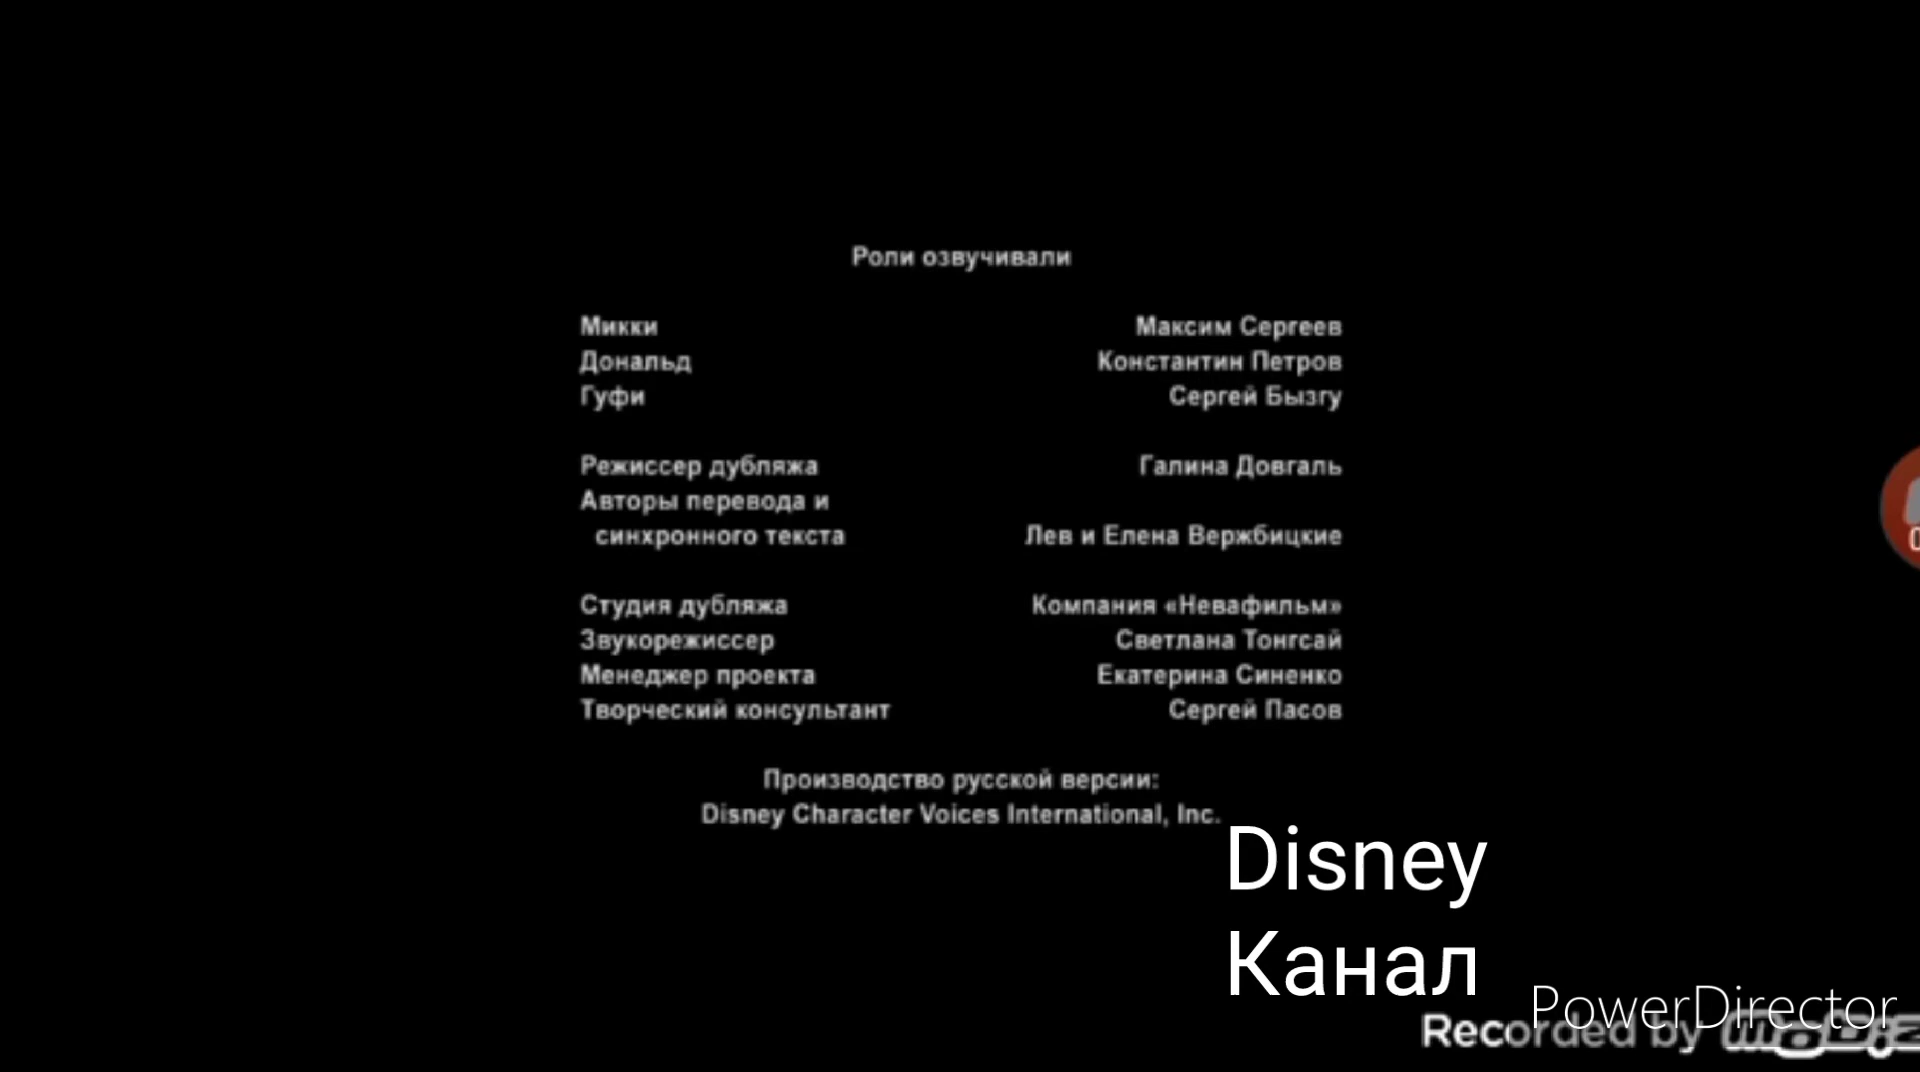 Роли озвучивали
Микки Максим Сергеев
Дональд Константин Петров
Гуфи Сергей Бызгу
Режиссер дубляжа Галина Довгаль
Авторы перевода и
синхронного текста Лев и Елена Вержбицкие
Студия дубляжа Компания «Невафильм»
Звукорежиссер Светлана Тонгсай
Менеджер проекта Екатерина Синенко
Творческий консультант Сергей Пасов
Производство русской версии:
Disney Character Voices International, Inc.
Disney
Канал
PowerDirector
Recorded by